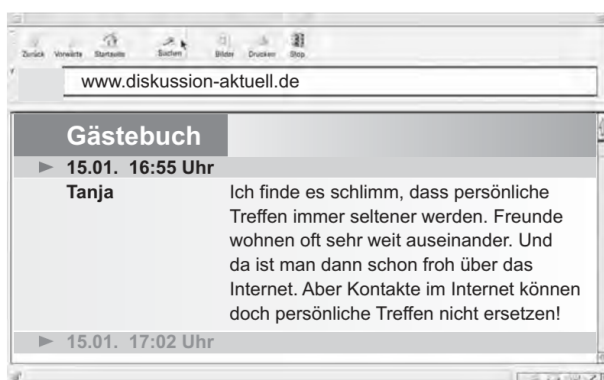 Zurück Vorwärts Startseite Suchen Bilder Drucken Stop
www.diskussion-aktuell.de
Gästebuch
15.01. 16:55 Uhr
Tanja Ich finde es schlimm, dass persönliche
Treffen immer seltener werden. Freunde
wohnen oft sehr weit auseinander. Und
da ist man dann schon froh über das
Internet. Aber Kontakte im Internet können
doch persönliche Treffen nicht ersetzen!
15.01. 17:02 Uhr